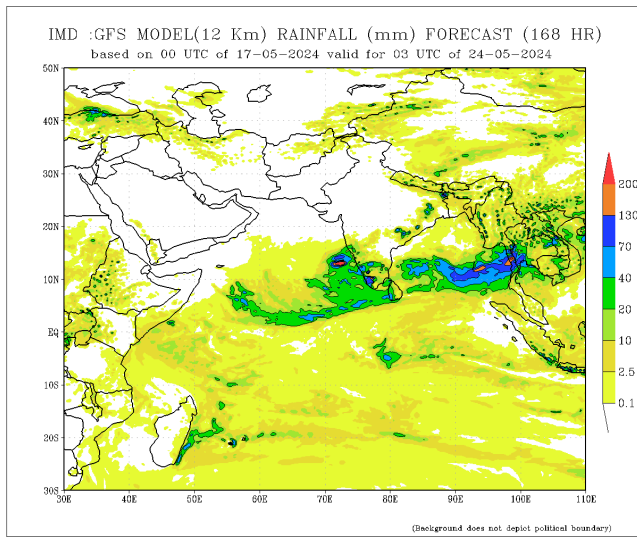 IMD :GFS MODEL(12 Km) RAINFALL (mm) FORECAST (168 HR)
based on 00 UTC of 17-05-2024 valid for 03 UTC of 24-05-2024
50N
40N
30N
20N
10N
EQ
10S
20S
30S
30E 40E 50E 60E 70E 80E 90E 100E 110E
200
130
70
40
20
10
2.5
0.1
(Background does not depict political boundary)